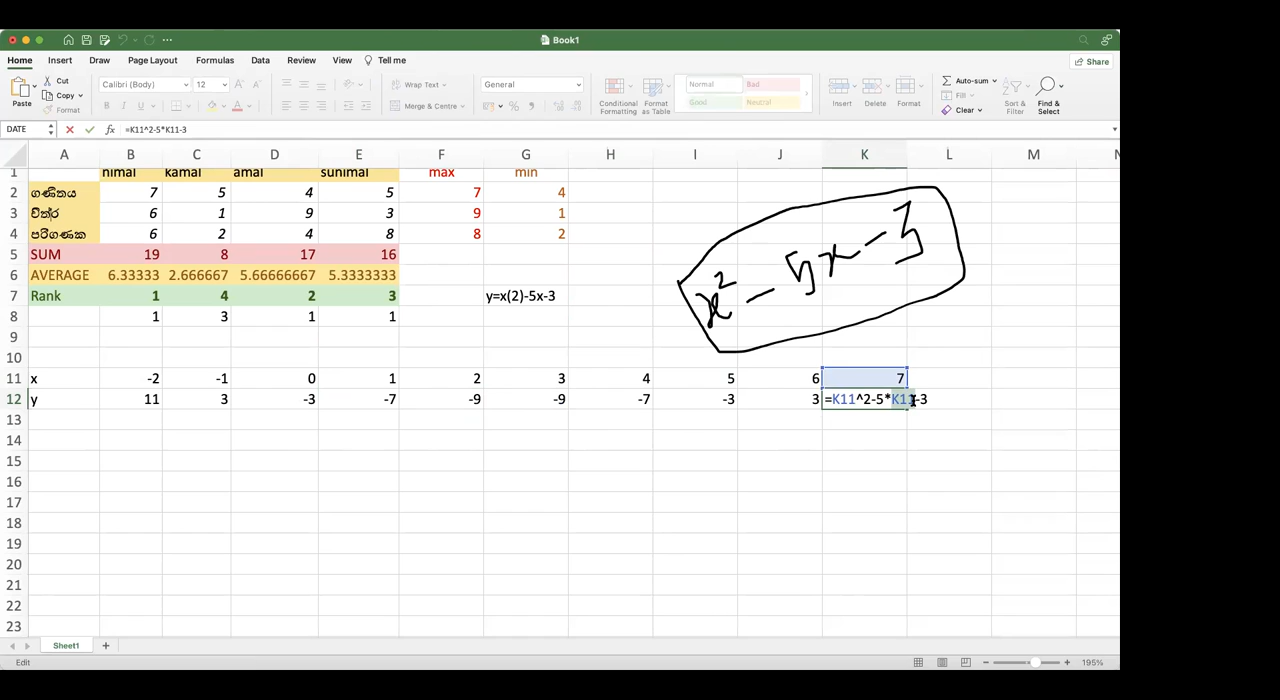 Book1
Home Insert Draw Page Layout Formulas Data Review View Tell me Share
Paste Cut Copy Format Calibri (Body) 12 Wrap Text Merge & Centre General Conditional Formatting Format as Table Normal Bad Good Neutral Insert Delete Format Auto-sum Fill Clear Sort & Filter Find & Select
DATE fx =K11^2-5*K11-3
A B C D E F G H I J K L M N
1 nimal kamal amal sunimal max min
2 ගණිතය 7 5 4 5 7 4
3 චිත්‍ර 6 1 9 3 9 1
4 පරිගණක 6 2 4 8 8 2
5 SUM 19 8 17 16
6 AVERAGE 6.33333 2.666667 5.66666667 5.3333333
7 Rank 1 4 2 3 y=x(2)-5x-3
x² - 5x - 3
8 1 3 1 1
9
10
11 x -2 -1 0 1 2 3 4 5 6 7
12 y 11 3 -3 -7 -9 -9 -7 -3 3 =K11^2-5*K11-3
13
14
15
16
17
18
19
20
21
22
23
Sheet1
Edit 195%